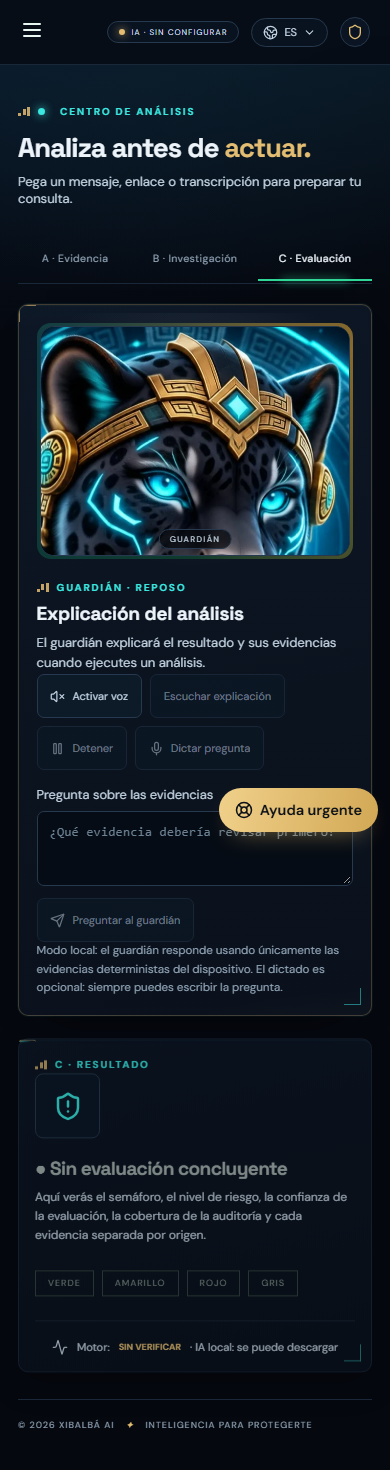 IA · SIN CONFIGURAR
ES
CENTRO DE ANÁLISIS
Analiza antes de actuar.
Pega un mensaje, enlace o transcripción para preparar tu
consulta.
A · Evidencia
B · Investigación
C · Evaluación
GUARDIÁN
GUARDIÁN · REPOSO
Explicación del análisis
El guardián explicará el resultado y sus evidencias
cuando ejecutes un análisis.
Activar voz
Escuchar explicación
Detener
Dictar pregunta
Pregunta sobre las evidencias
Ayuda urgente
¿Qué evidencia debería revisar primero?
Preguntar al guardián
Modo local: el guardián responde usando únicamente las
evidencias deterministas del dispositivo. El dictado es
opcional: siempre puedes escribir la pregunta.
C · RESULTADO
● Sin evaluación concluyente
Aquí verás el semáforo, el nivel de riesgo, la confianza de
la evaluación, la cobertura de la auditoría y cada
evidencia separada por origen.
VERDE
AMARILLO
ROJO
GRIS
Motor: SIN VERIFICAR · IA local: se puede descargar
© 2026 XIBALBÁ AI ✦ INTELIGENCIA PARA PROTEGERTE